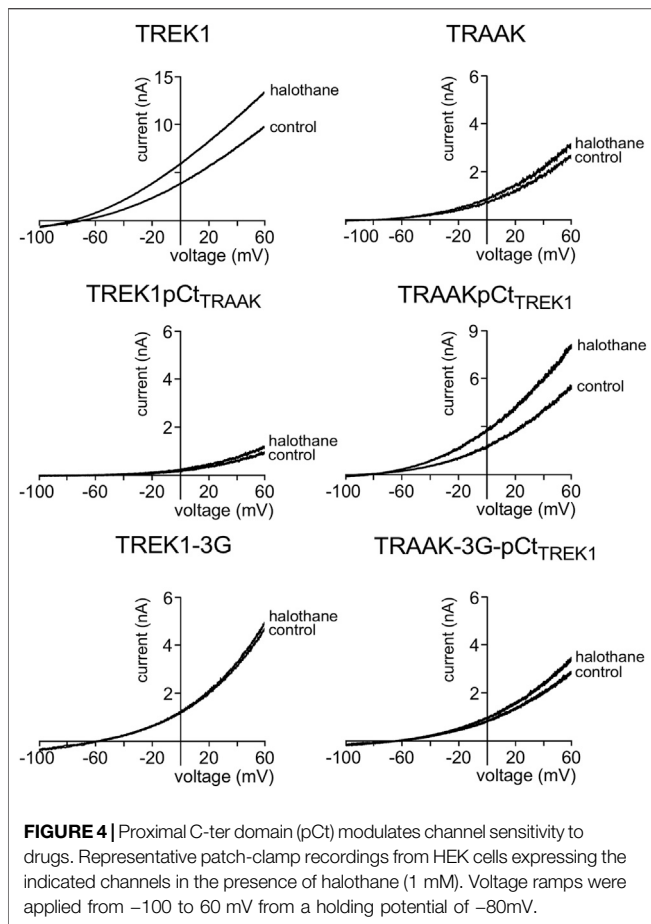 TREK1
TRAAK
15
10
current (nA)
halothane
control
-100 -60 -20 20 60
voltage (mV)
6
4
2
current (nA)
halothane
control
-100 -60 -20 20 60
voltage (mV)
TREK1pCtTRAAK
TRAAKpCtTREK1
6
4
2
current (nA)
halothane
control
-100 -60 -20 20 60
voltage (mV)
9
6
current (nA)
halothane
control
-100 -60 -20 20 60
voltage (mV)
TREK1-3G
TRAAK-3G-pCtTREK1
6
4
2
current (nA)
halothane
control
-100 -60 -20 20 60
voltage (mV)
6
4
2
current (nA)
halothane
control
-100 -60 -20 20 60
voltage (mV)
FIGURE 4 | Proximal C-ter domain (pCt) modulates channel sensitivity to
drugs. Representative patch-clamp recordings from HEK cells expressing the
indicated channels in the presence of halothane (1 mM). Voltage ramps were
applied from −100 to 60 mV from a holding potential of −80mV.